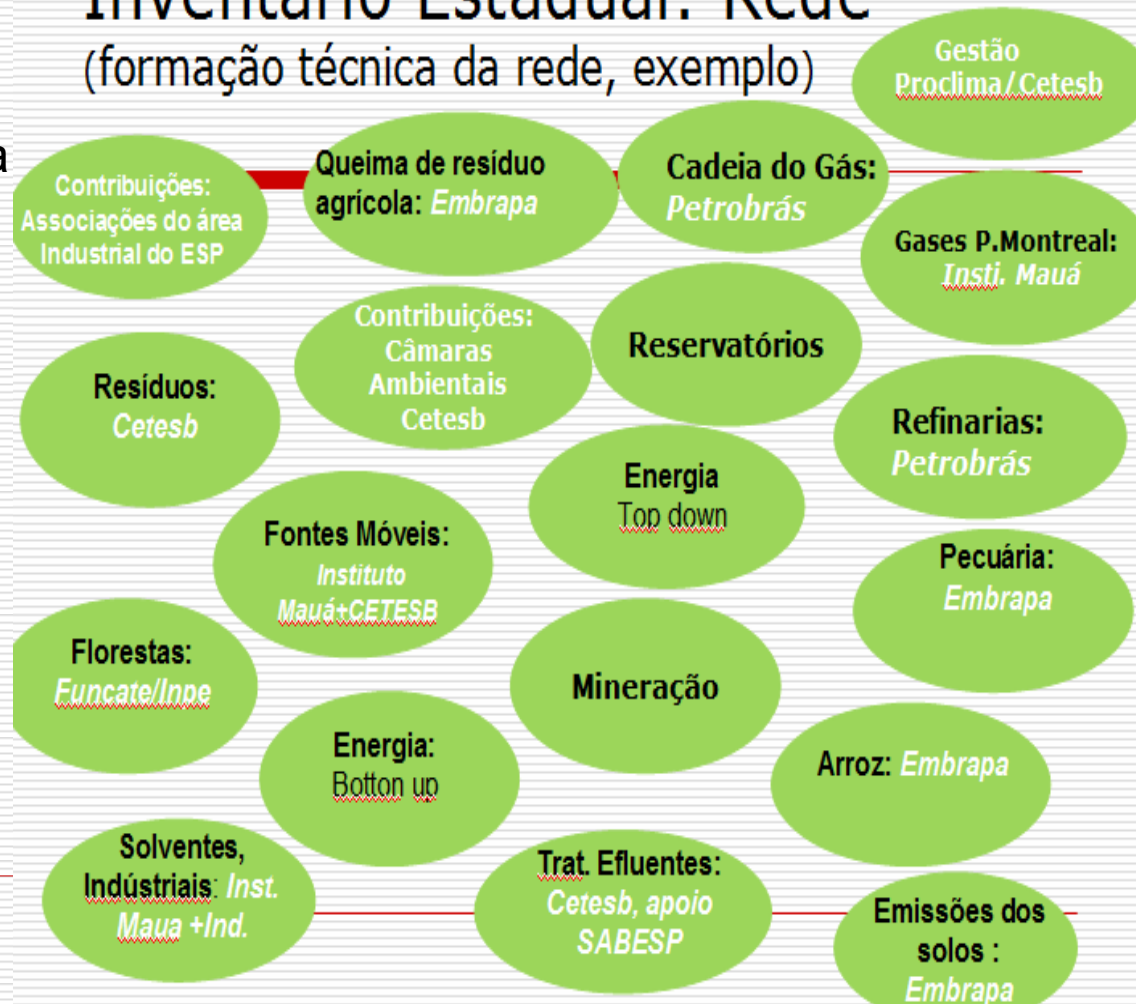 Inventário Estadual: Rede
(formação técnica da rede, exemplo)
Gestão
Proclima/Cetesb
a
Contribuições:
Associações do área
Industrial do ESP
Queima de resíduo
agrícola: Embrapa
Cadeia do Gás:
Petrobrás
Gases P.Montreal:
Insti. Mauá
Contribuições:
Câmaras
Ambientais
Cetesb
Reservatórios
Resíduos:
Cetesb
Refinarias:
Petrobrás
Energia
Top down
Fontes Móveis:
Instituto
Mauá+CETESB
Pecuária:
Embrapa
Florestas:
Funcate/Inpe
Mineração
Energia:
Botton up
Arroz: Embrapa
Solventes,
Indústriais: Inst.
Maua +Ind.
Trat. Efluentes:
Cetesb, apoio
SABESP
Emissões dos
solos :
Embrapa